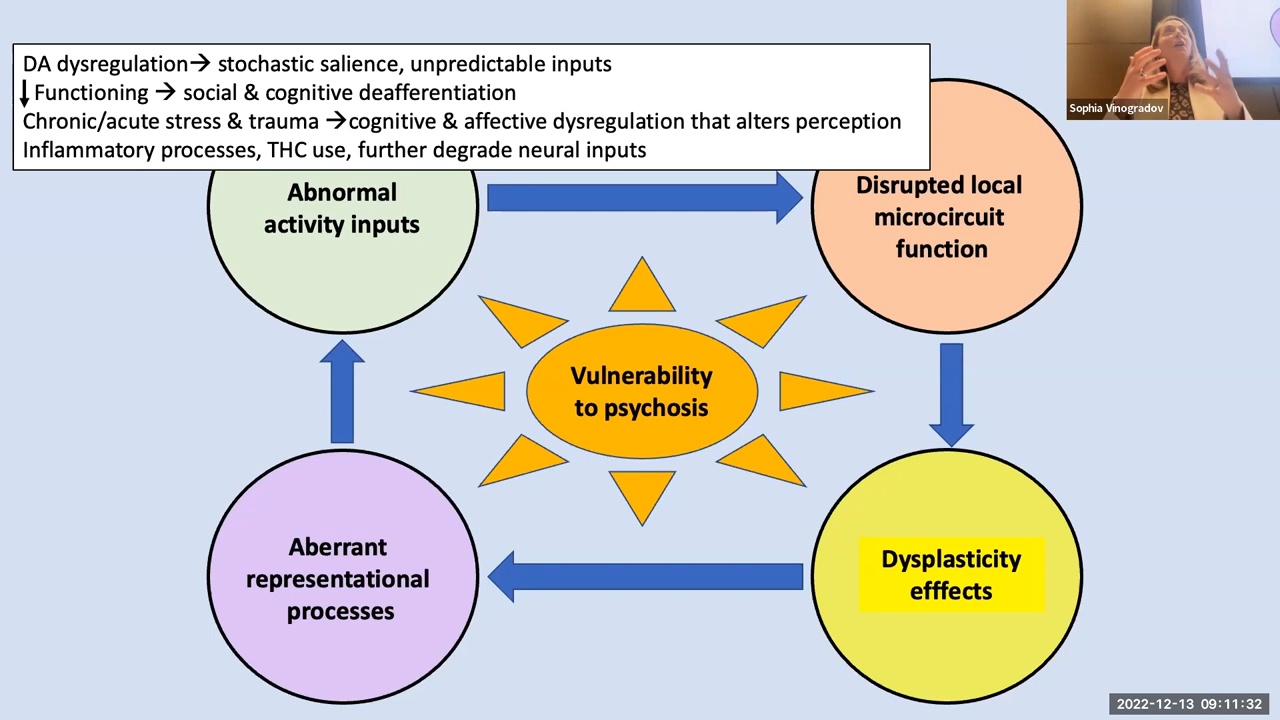 DA dysregulation→ stochastic salience, unpredictable inputs
↓Functioning → social & cognitive deafferentiation
Chronic/acute stress & trauma →cognitive & affective dysregulation that alters perception
Inflammatory processes, THC use, further degrade neural inputs
Sophia Vinogradov
Abnormal
activity inputs
Disrupted local
microcircuit
function
Vulnerability
to psychosis
Aberrant
representational
processes
Dysplasticity
efffects
2022-12-13 09:11:32